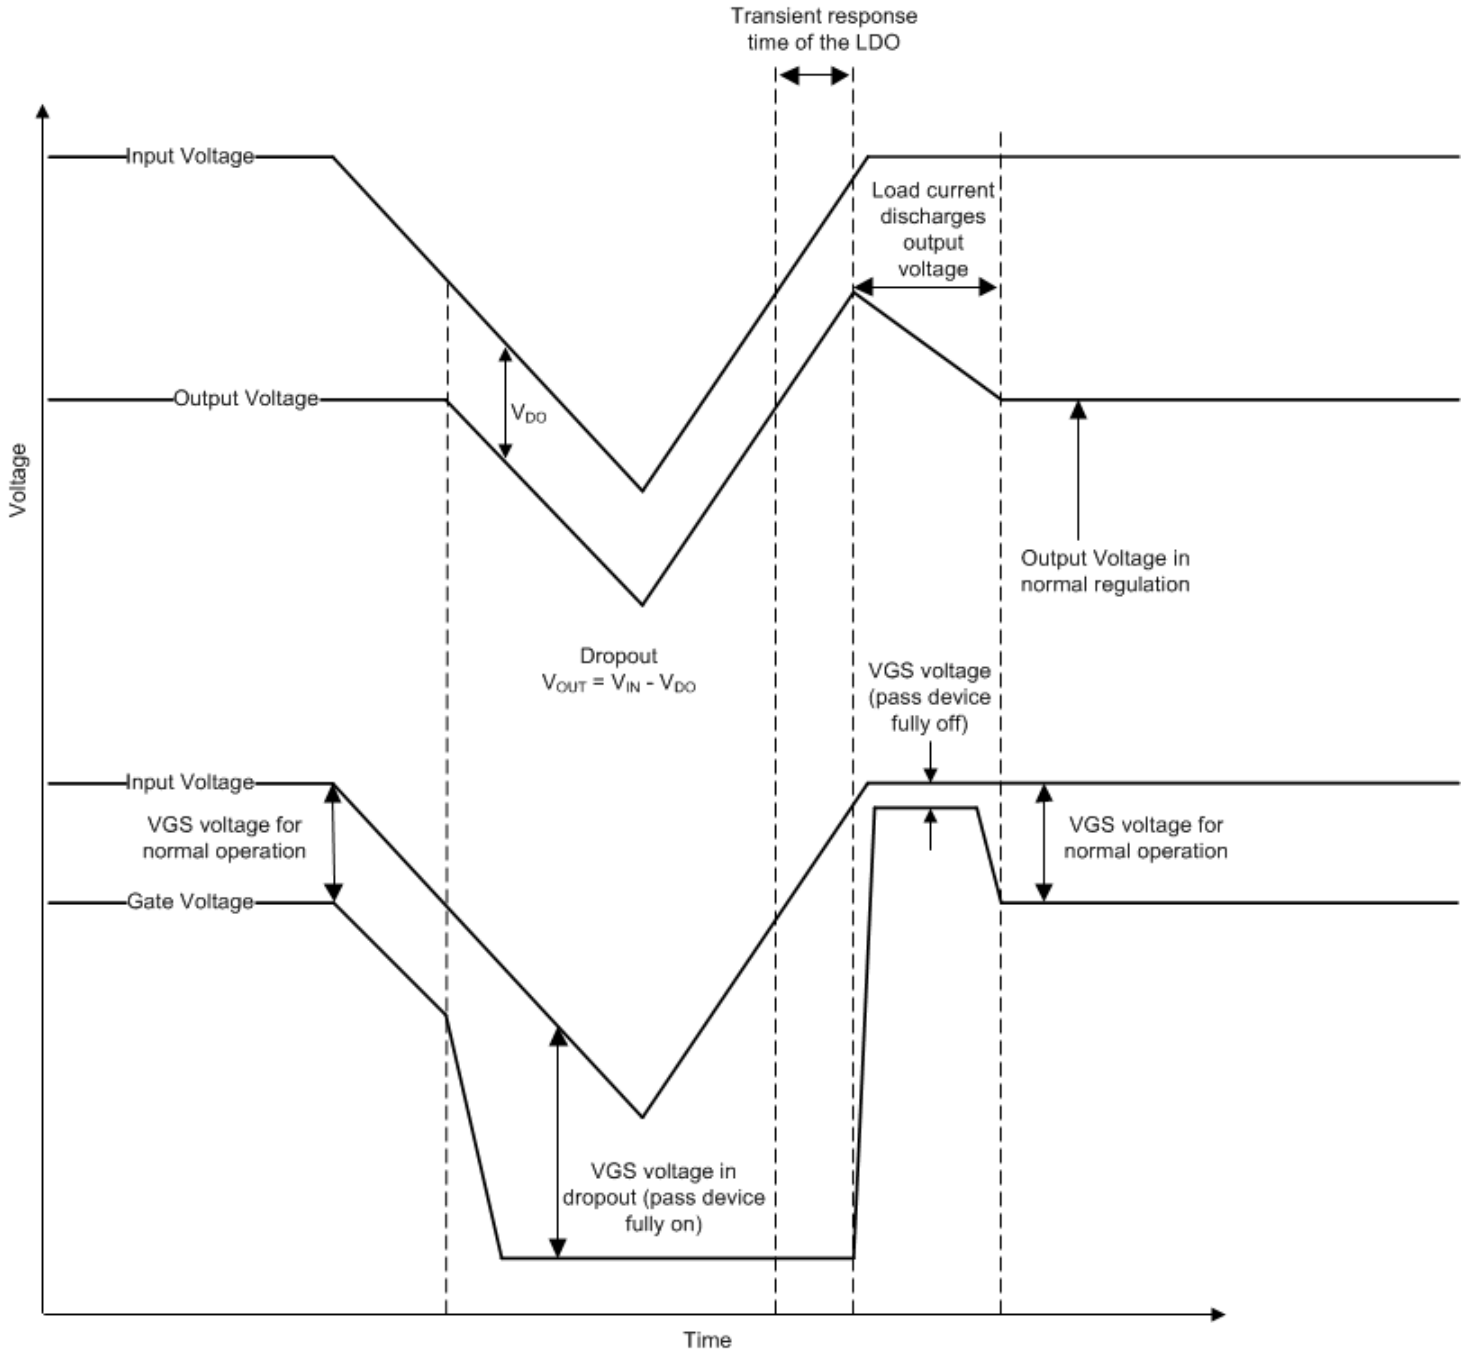 Transient response
time of the LDO
Input Voltage
Load current
discharges
output
voltage
Output Voltage
VDO
Voltage
Output Voltage in
normal regulation
Dropout
VOUT = VIN - VDO
VGS voltage
(pass device
fully off)
Input Voltage
VGS voltage for
normal operation
VGS voltage for
normal operation
Gate Voltage
VGS voltage in
dropout (pass device
fully on)
Time